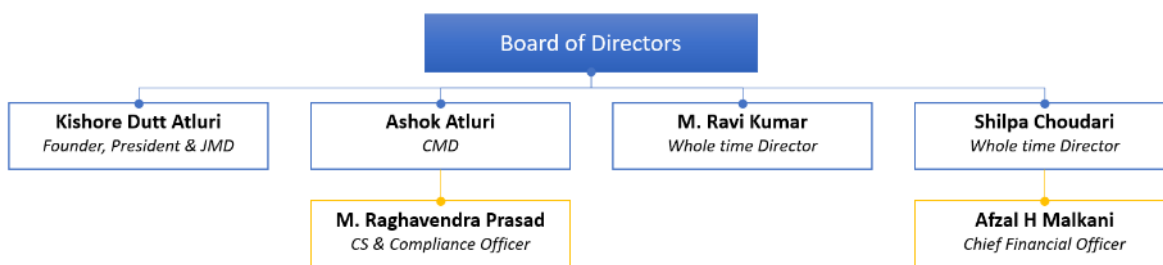 Board of Directors
Kishore Dutt Atluri
Founder, President & JMD
Ashok Atluri
CMD
M. Ravi Kumar
Whole time Director
Shilpa Choudari
Whole time Director
M. Raghavendra Prasad
CS & Compliance Officer
Afzal H Malkani
Chief Financial Officer